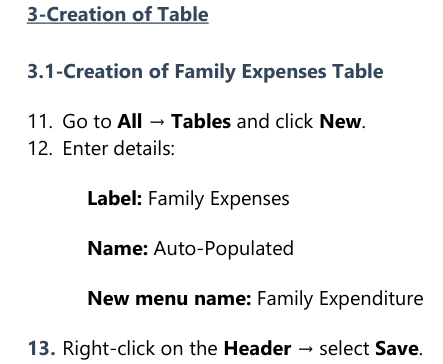 3-Creation of Table
3.1-Creation of Family Expenses Table
11. Go to All → Tables and click New.
12. Enter details:
Label: Family Expenses
Name: Auto-Populated
New menu name: Family Expenditure
13. Right-click on the Header → select Save.